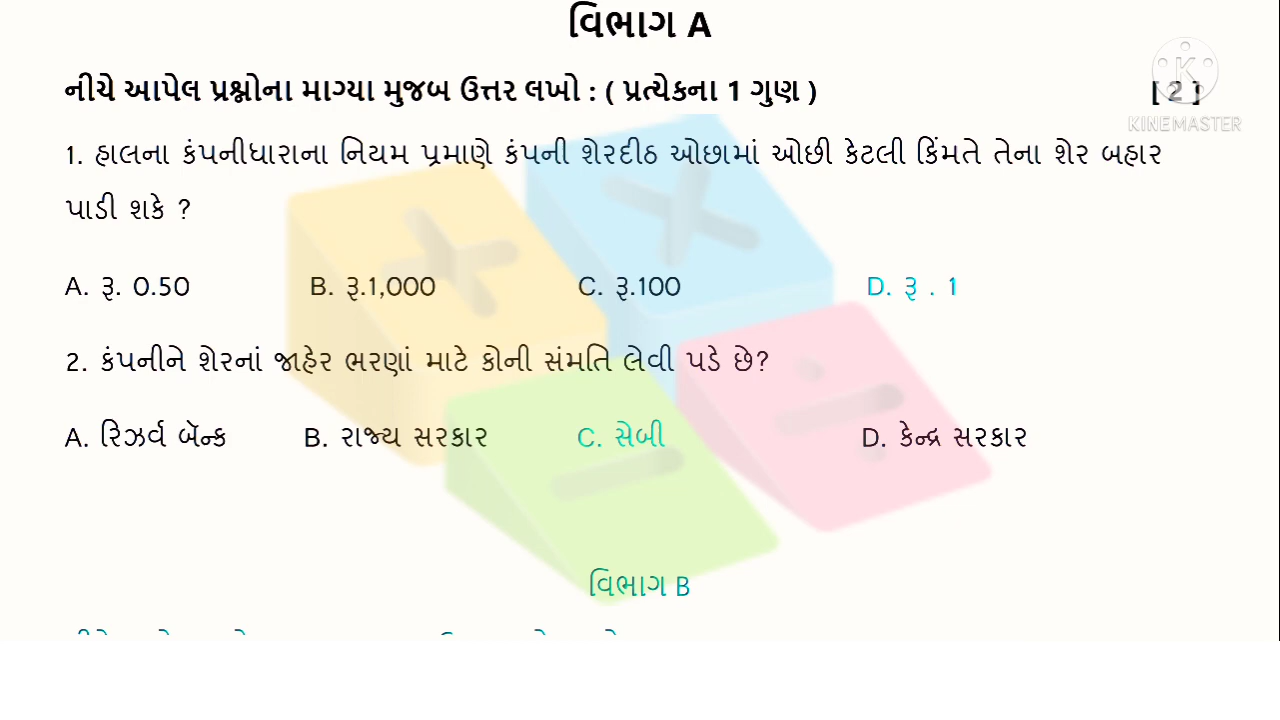 વિભાગ A
નીચે આપેલ પ્રશ્નોના માગ્યા મુજબ ઉત્તર લખો : ( પ્રત્યેકના 1 ગુણ ) [ 2 ]
KINEMASTER
1. હાલના કંપનીધારાના નિયમ પ્રમાણે કંપની શેરદીઠ ઓછામાં ઓછી કેટલી કિંમતે તેના શેર બહાર
પાડી શકે ?
A. રૂ. 0.50 B. રૂ.1,000 C. રૂ.100 D. રૂ . 1
2. કંપનીને શેરનાં જાહેર ભરણાં માટે કોની સંમતિ લેવી પડે છે?
A. રિઝર્વ બૅન્ક B. રાજ્ય સરકાર C. સેબી D. કેન્દ્ર સરકાર
વિભાગ B